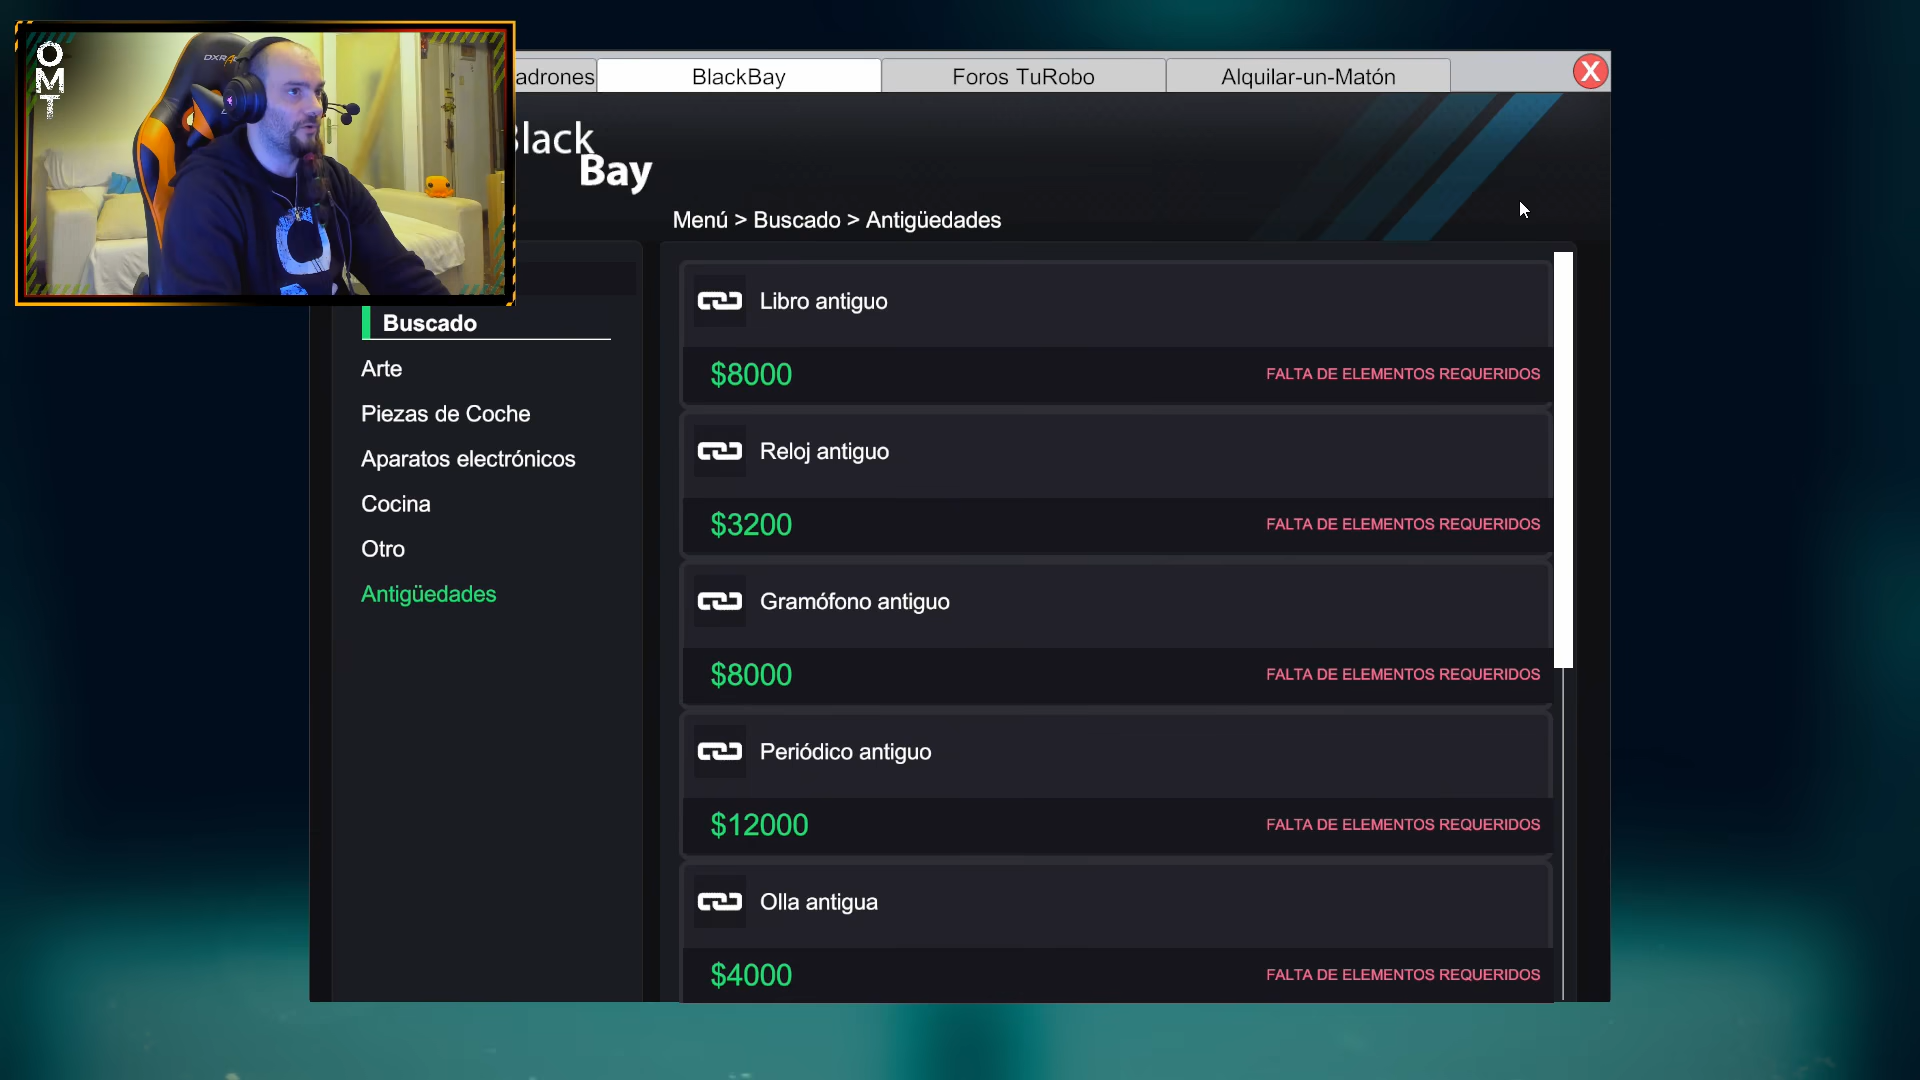 OMT
DXRA
adrones
BlackBay
Foros TuRobo
Alquilar-un-Matón
X
Black
Bay
Menú > Buscado > Antigüedades
Buscado
Arte
Piezas de Coche
Aparatos electrónicos
Cocina
Otro
Antigüedades
Libro antiguo
$8000
FALTA DE ELEMENTOS REQUERIDOS
Reloj antiguo
$3200
FALTA DE ELEMENTOS REQUERIDOS
Gramófono antiguo
$8000
FALTA DE ELEMENTOS REQUERIDOS
Periódico antiguo
$12000
FALTA DE ELEMENTOS REQUERIDOS
Olla antigua
$4000
FALTA DE ELEMENTOS REQUERIDOS